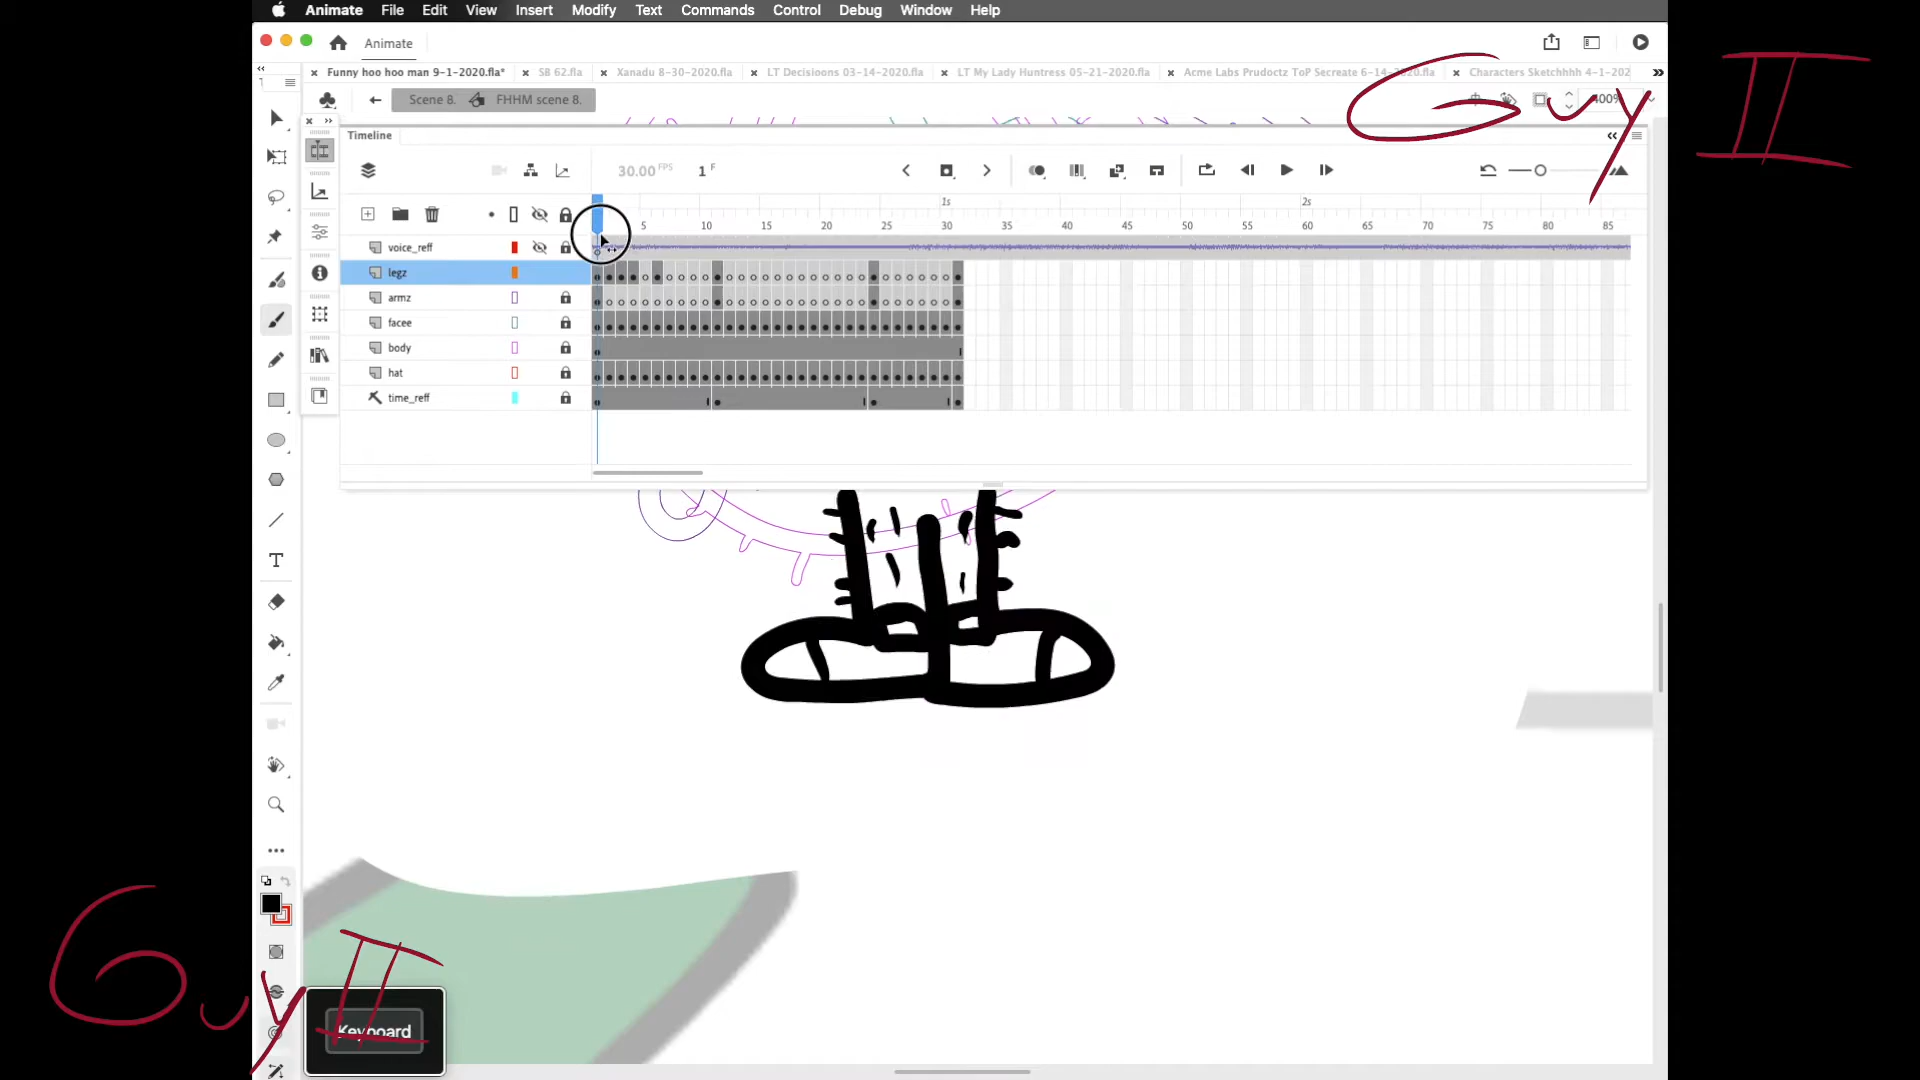 Animate File Edit View Insert Modify Text Commands Control Debug Window Help
Animate
Funny hoo hoo man 9-1-2020.fla* SB 62.fla Xanadu 8-30-2020.fla LT Decisioons 03-14-2020.fla LT My Lady Huntress 05-21-2020.fla Acme Labs Prudoctz ToP Secreate 6-14-2020.fla Characters Sketchhhh 4-1-202
Scene 8. FHHM scene 8. 400%
Guy II
Timeline
30.00 FPS 1 F
1s 2s
5 10 15 20 25 30 35 40 45 50 55 60 65 70 75 80 85
voice_reff
legz
armz
facee
body
hat
time_reff
Guy II
Keyboard